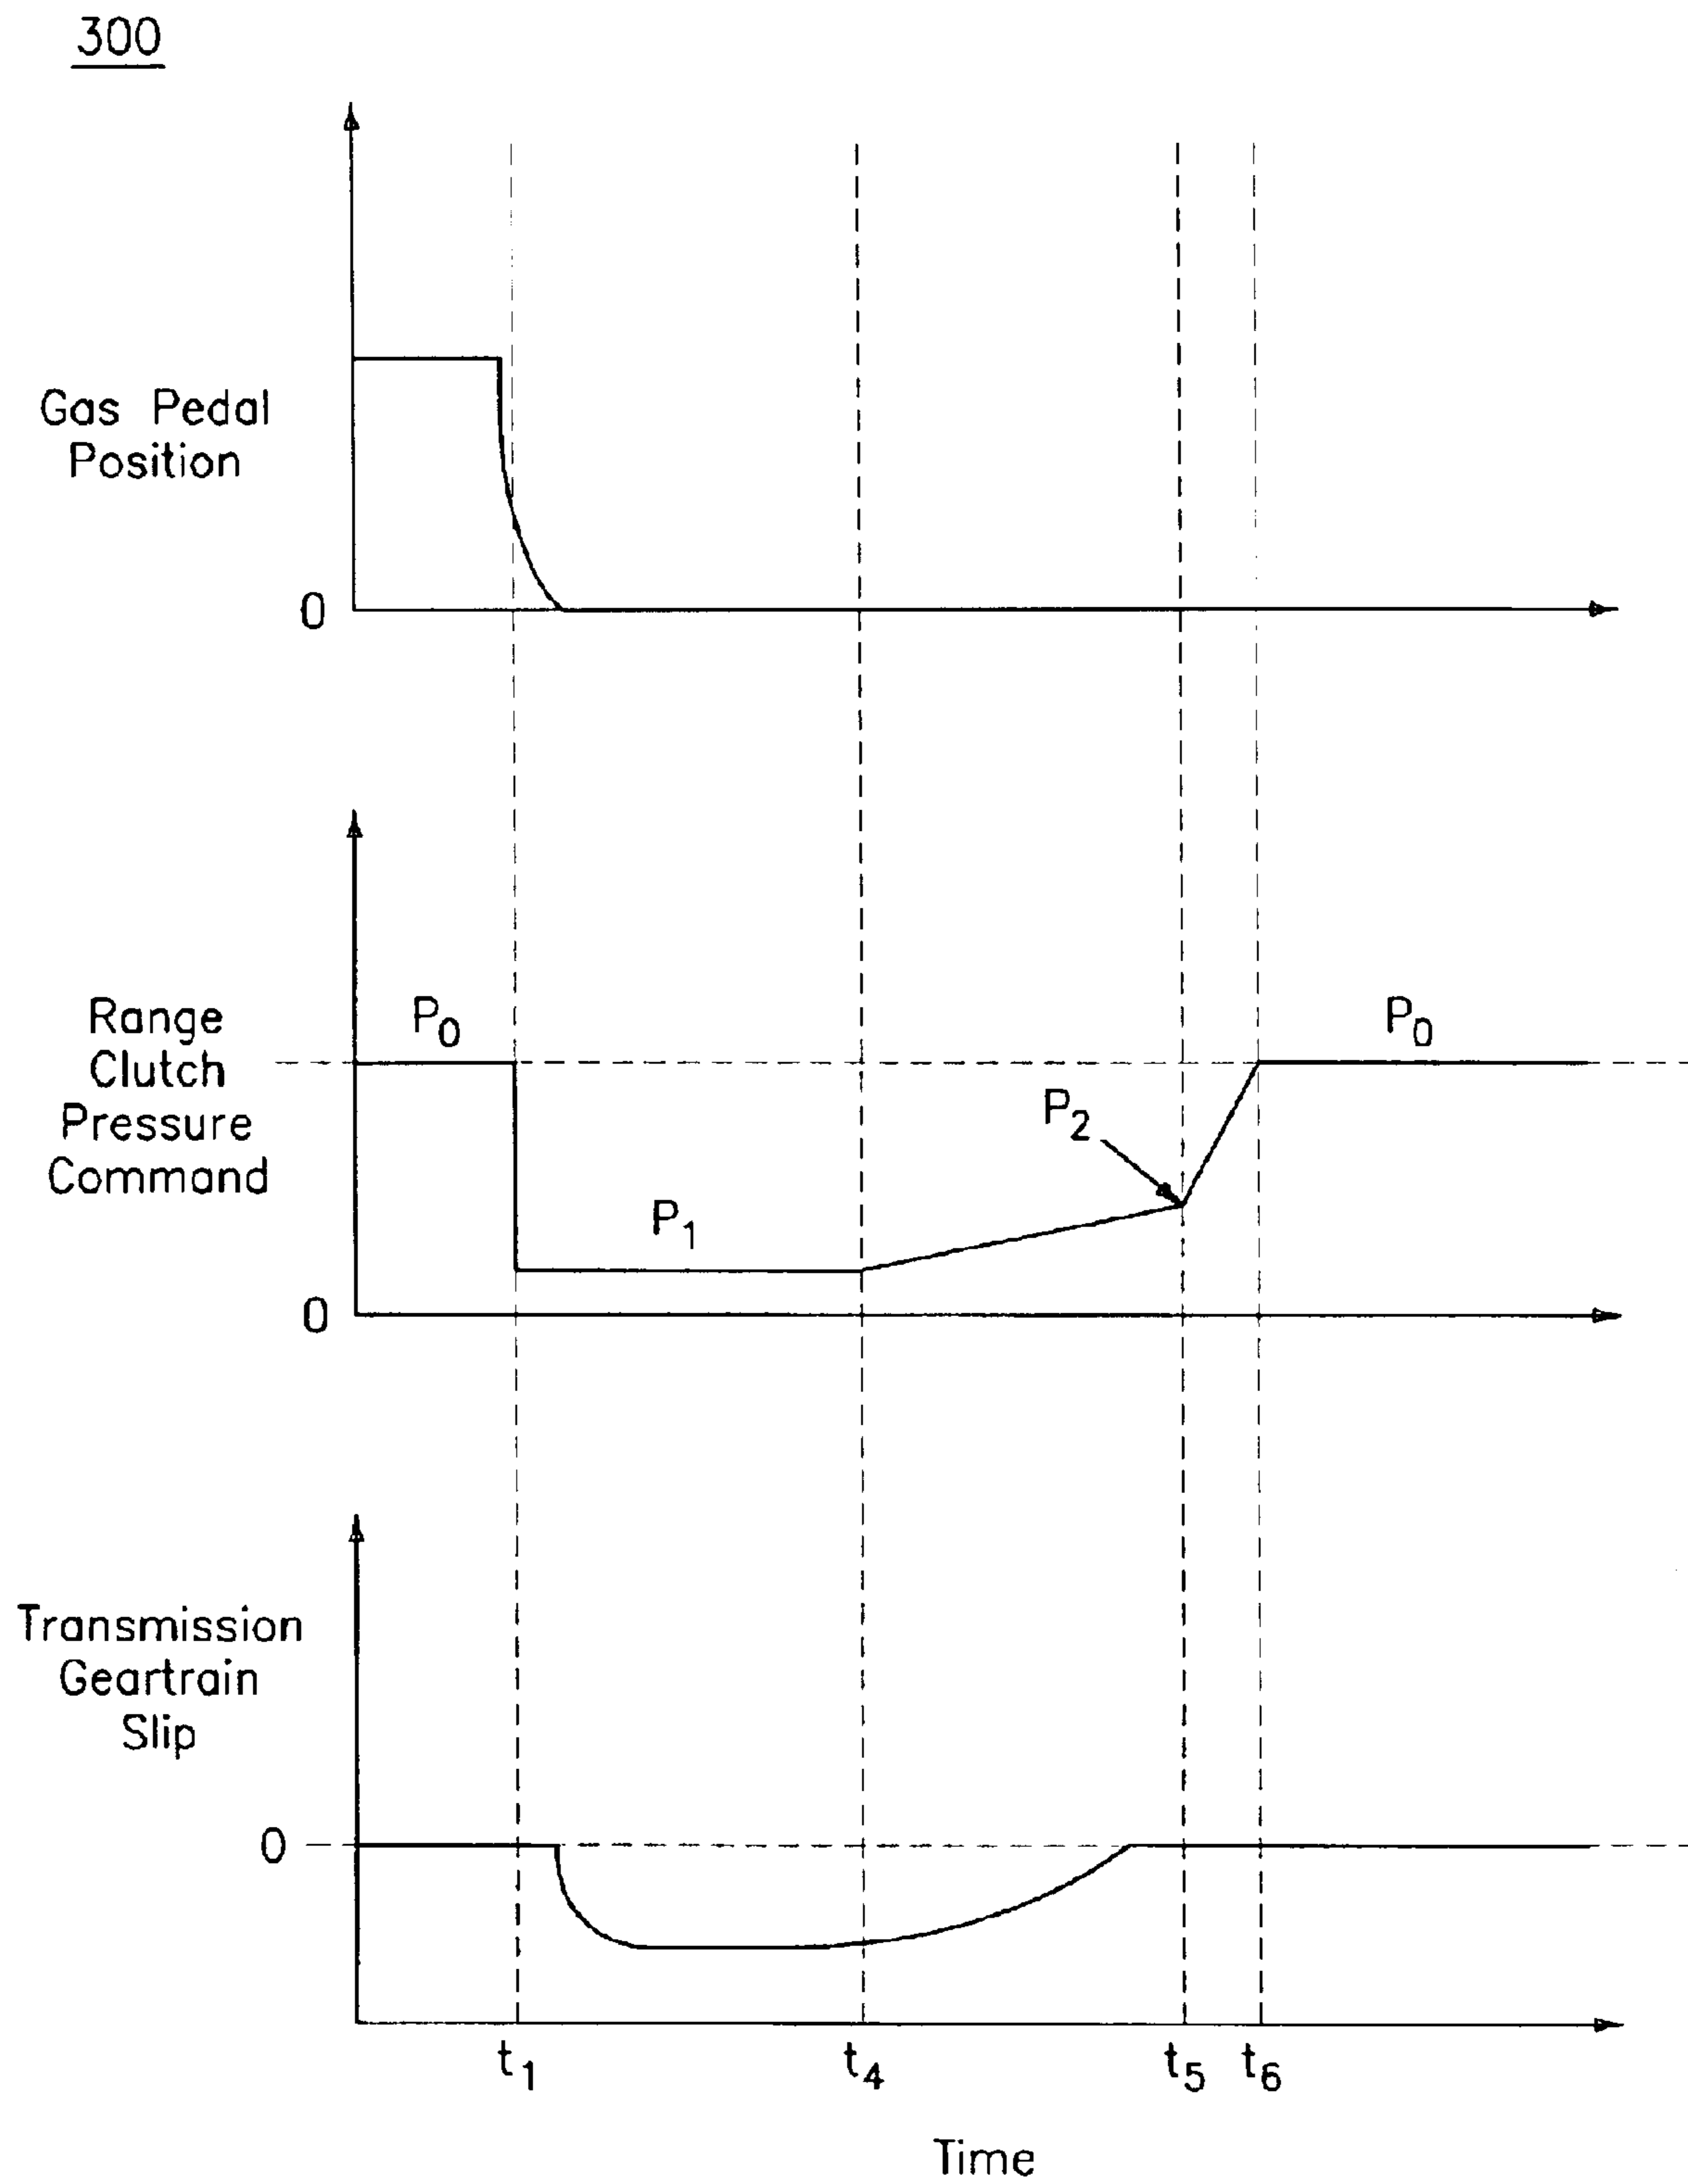 300
Gas Pedal
Position
0
P₀
P₀
Range
Clutch
Pressure
Command
P₂
P₁
0
Transmission
Geartrain
Slip
0
t₁ t₄ t₅ t₆
Time